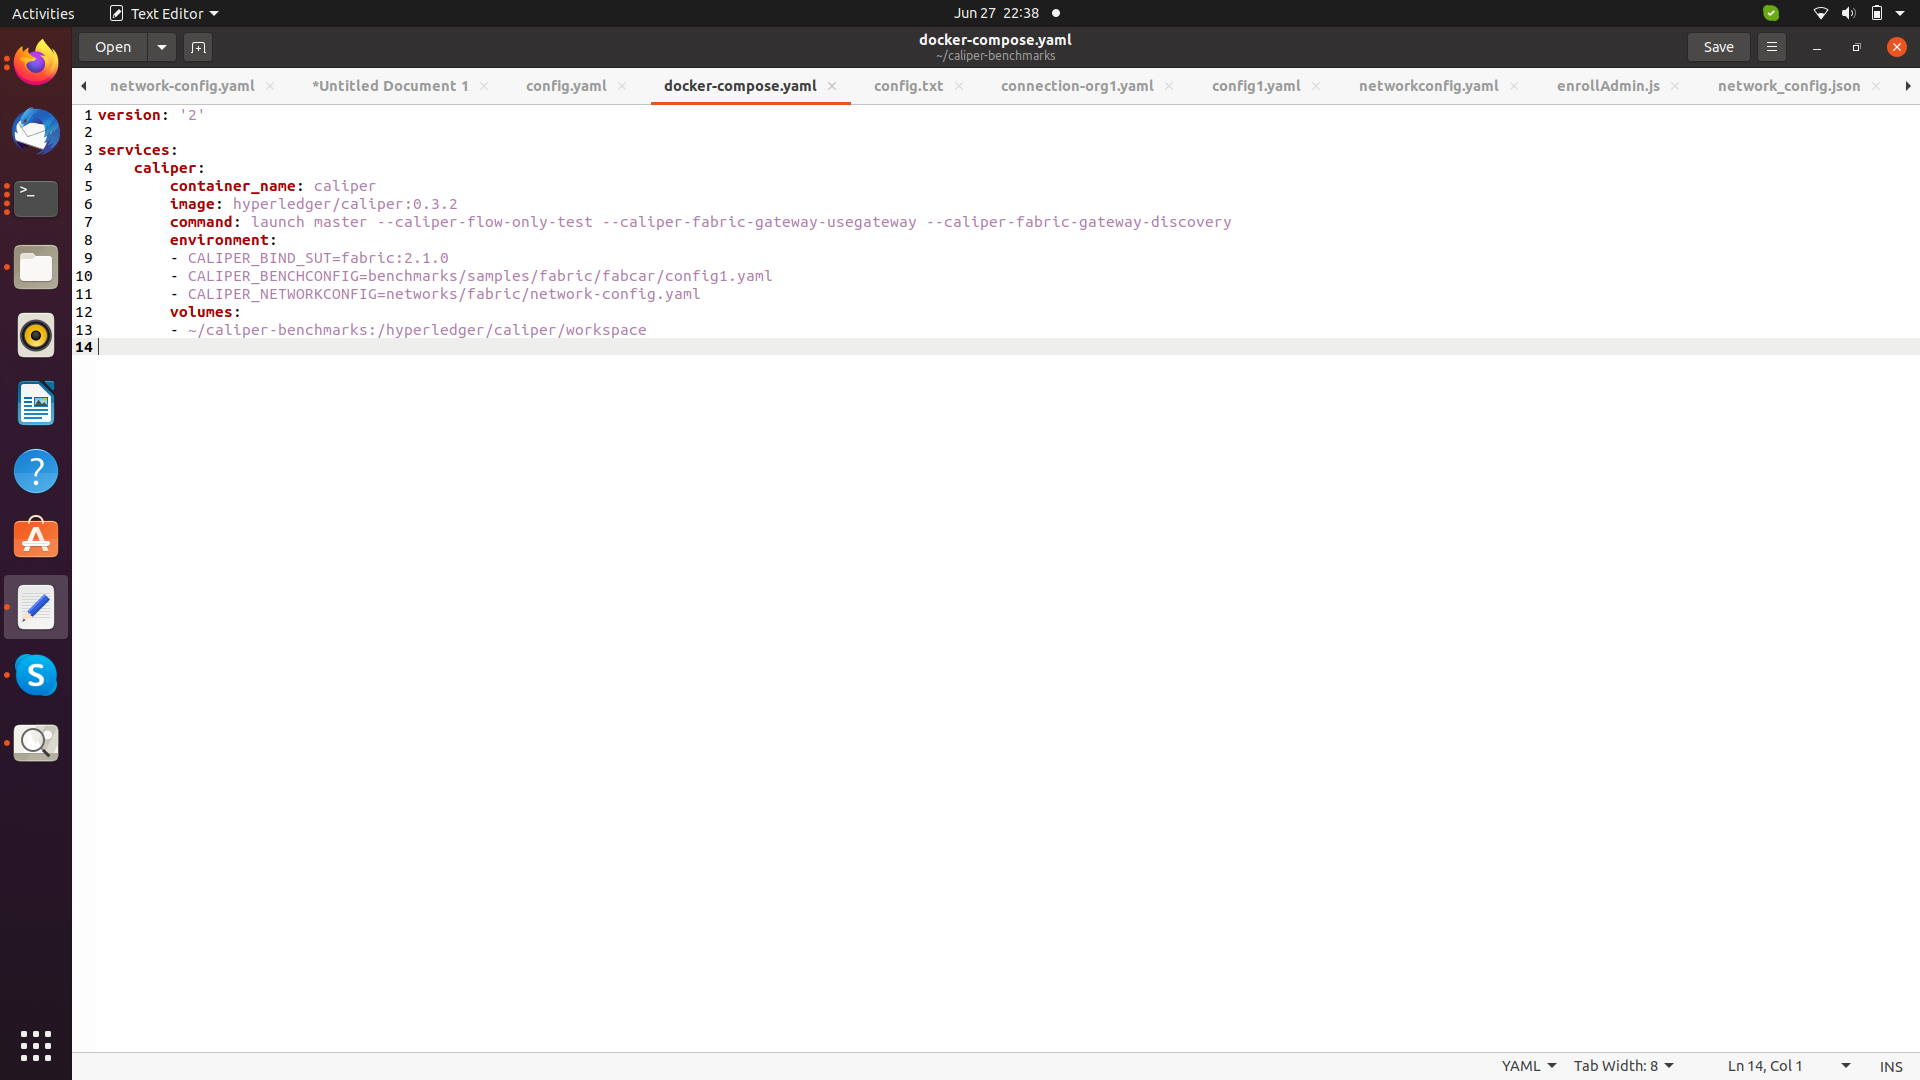 Activities Text Editor Jun 27 22:38
Open docker-compose.yaml Save
~/caliper-benchmarks
network-config.yaml *Untitled Document 1 config.yaml docker-compose.yaml config.txt connection-org1.yaml config1.yaml networkconfig.yaml enrollAdmin.js network_config.json
1 version: '2'
2
3 services:
4 caliper:
5 container_name: caliper
6 image: hyperledger/caliper:0.3.2
7 command: launch master --caliper-flow-only-test --caliper-fabric-gateway-usegateway --caliper-fabric-gateway-discovery
8 environment:
9 - CALIPER_BIND_SUT=fabric:2.1.0
10 - CALIPER_BENCHCONFIG=benchmarks/samples/fabric/fabcar/config1.yaml
11 - CALIPER_NETWORKCONFIG=networks/fabric/network-config.yaml
12 volumes:
13 - ~/caliper-benchmarks:/hyperledger/caliper/workspace
14
YAML Tab Width: 8 Ln 14, Col 1 INS